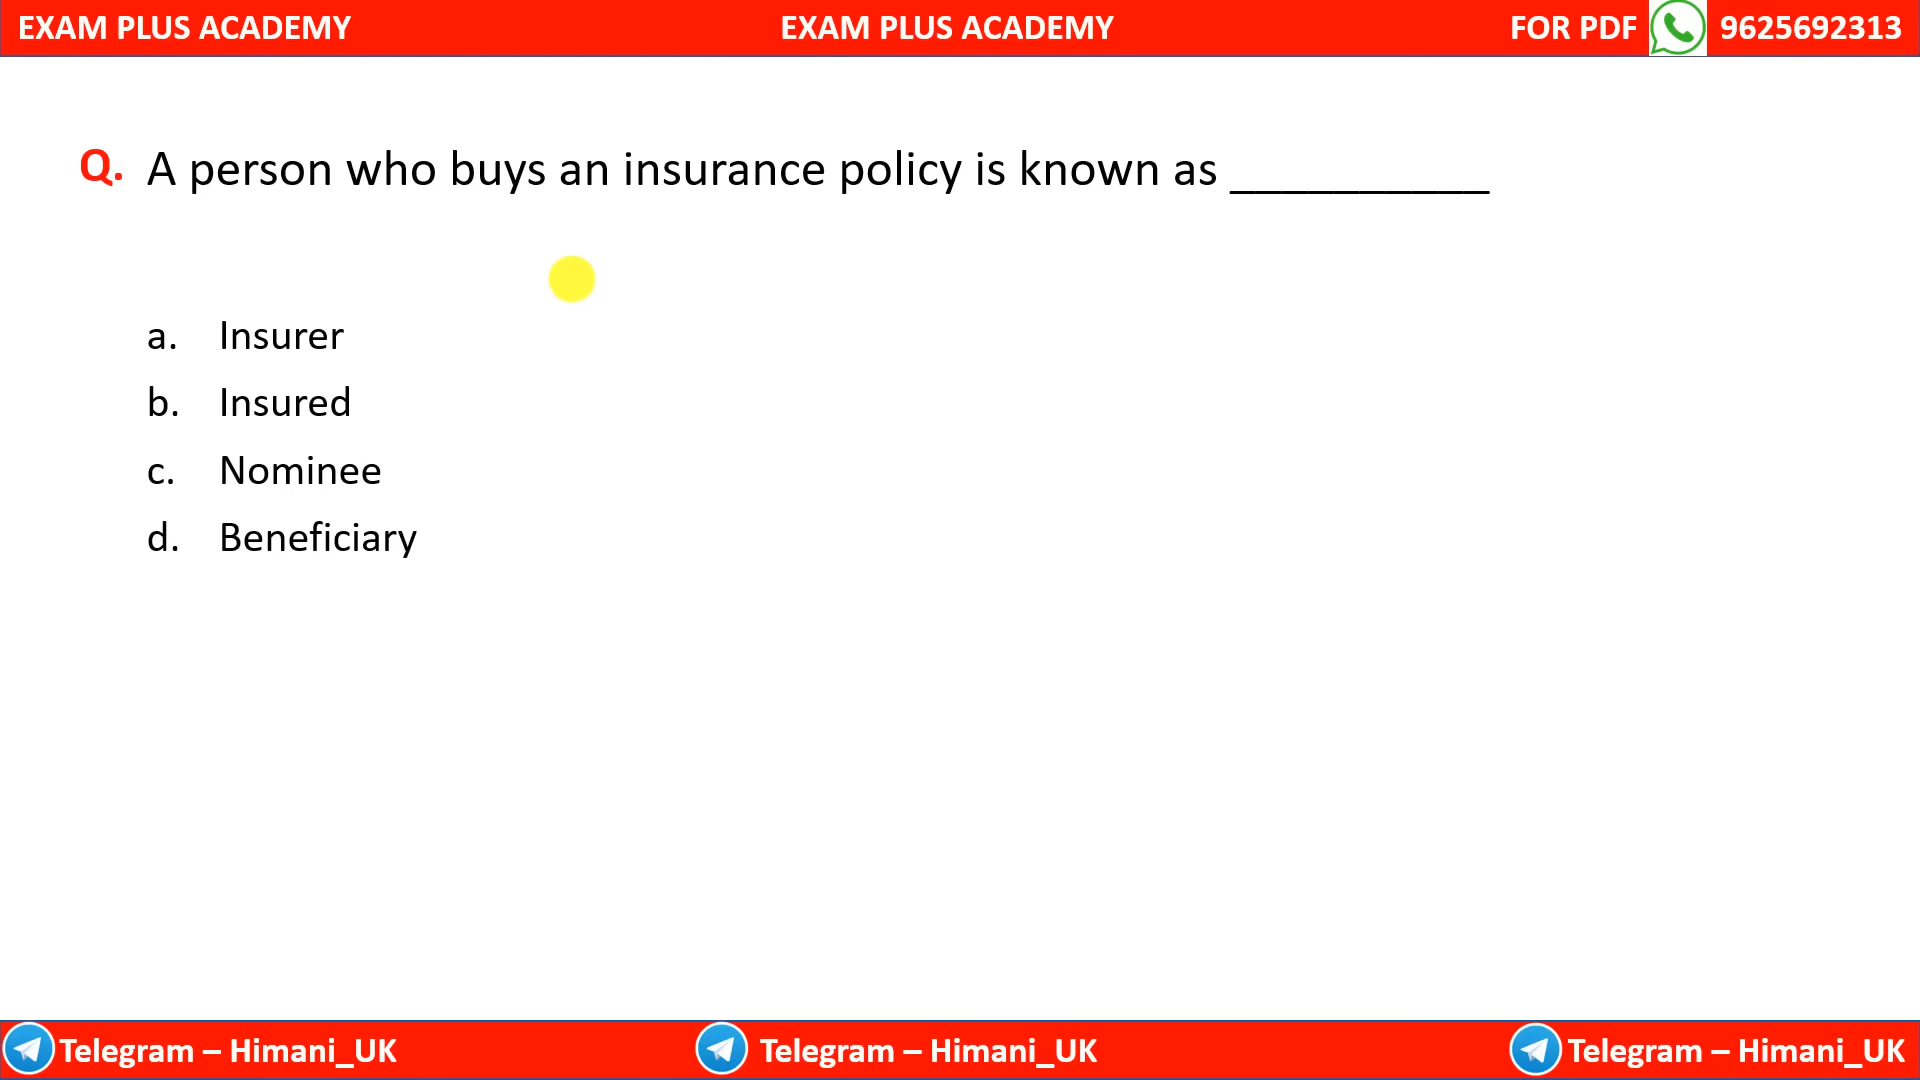 EXAM PLUS ACADEMY EXAM PLUS ACADEMY FOR PDF 9625692313
Q. A person who buys an insurance policy is known as __________
a. Insurer
b. Insured
c. Nominee
d. Beneficiary
Telegram – Himani_UK Telegram – Himani_UK Telegram – Himani_UK